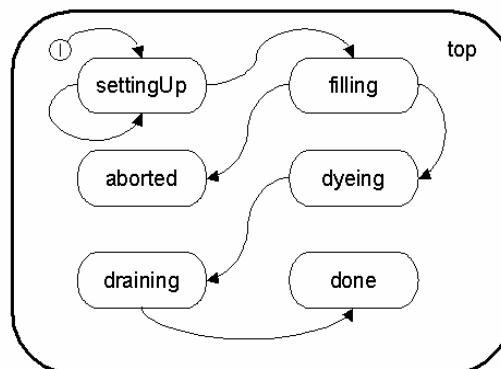 I
top
settingUp
filling
aborted
dyeing
draining
done